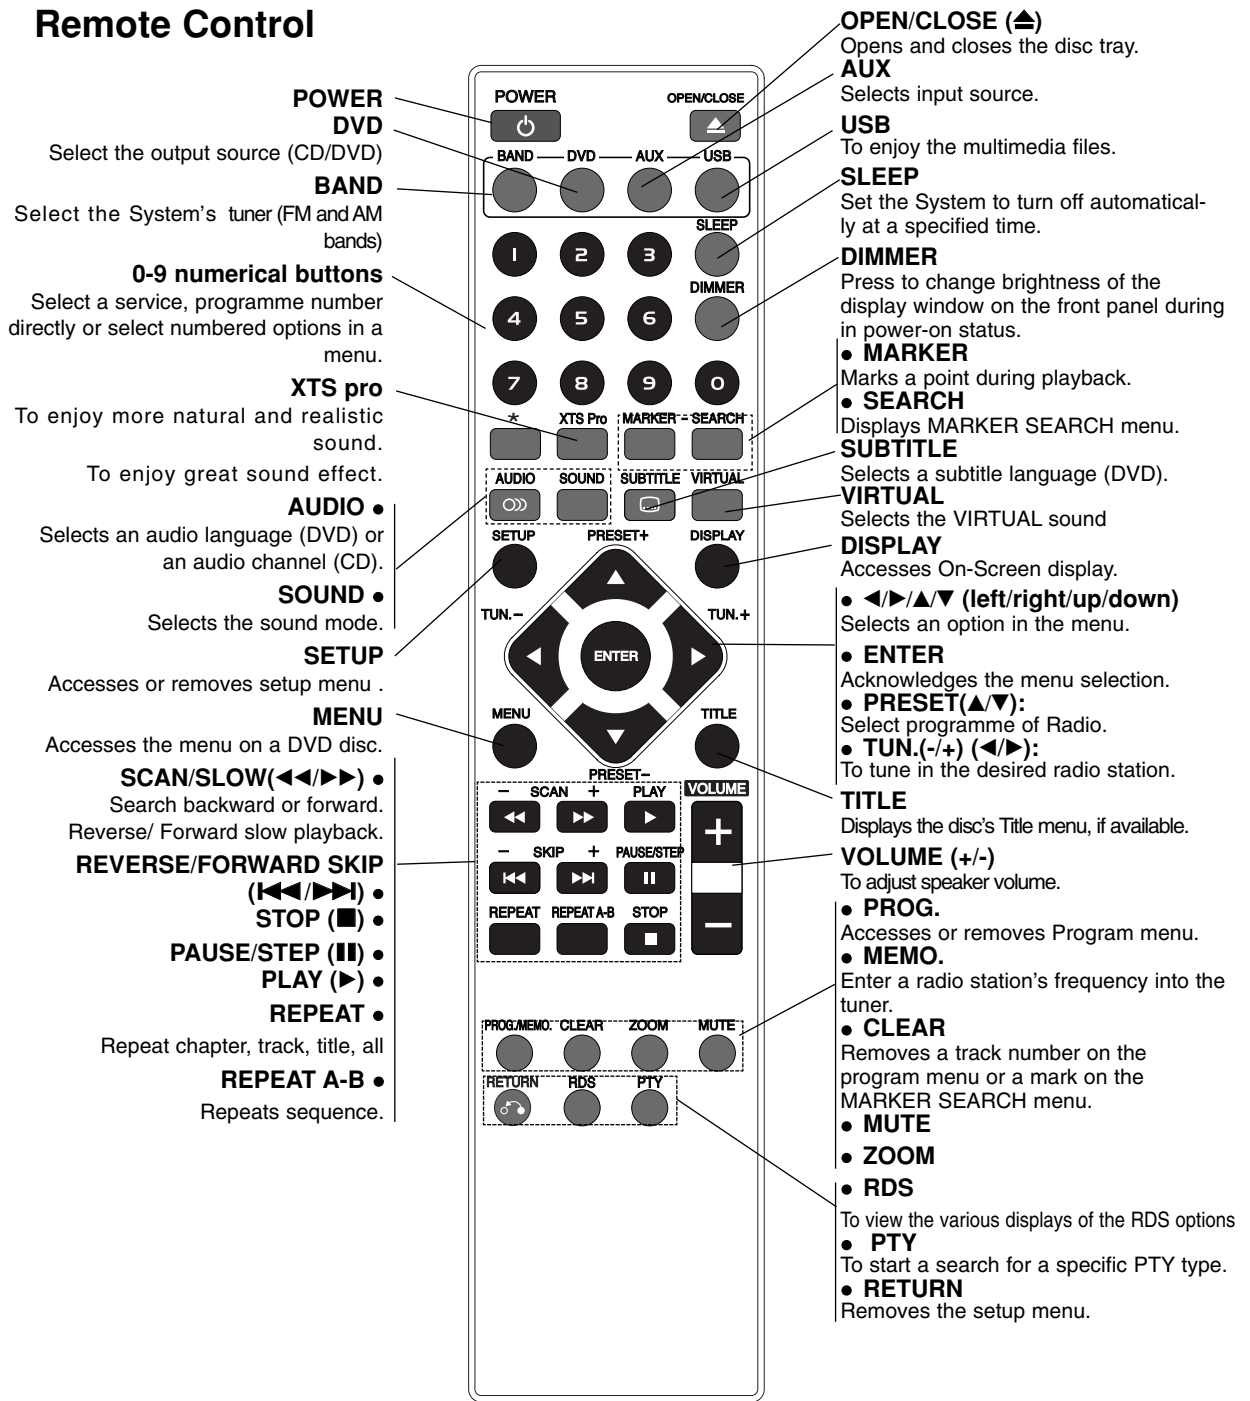 Remote Control
POWER
DVD
Select the output source (CD/DVD)
BAND
Select the System's tuner (FM and AM
bands)
0-9 numerical buttons
Select a service, programme number
directly or select numbered options in a
menu.
XTS pro
To enjoy more natural and realistic
sound.
To enjoy great sound effect.
AUDIO ●
Selects an audio language (DVD) or
an audio channel (CD).
SOUND ●
Selects the sound mode.
SETUP
Accesses or removes setup menu .
MENU
Accesses the menu on a DVD disc.
SCAN/SLOW(◀◀/▶▶) ●
Search backward or forward.
Reverse/ Forward slow playback.
REVERSE/FORWARD SKIP
(I◀◀/▶▶I) ●
STOP (■) ●
PAUSE/STEP (II) ●
PLAY (▶) ●
REPEAT ●
Repeat chapter, track, title, all
REPEAT A-B ●
Repeats sequence.
POWER OPEN/CLOSE
BAND DVD AUX USB
SLEEP
1 2 3
DIMMER
4 5 6
7 8 9 0
* XTS Pro MARKER - SEARCH
AUDIO SOUND SUBTITLE VIRTUAL
SETUP PRESET+ DISPLAY
TUN.- TUN.+
ENTER
MENU TITLE
PRESET-
- SCAN + PLAY VOLUME
+
- SKIP + PAUSE/STEP
REPEAT REPEAT A-B STOP
-
PROG./MEMO. CLEAR ZOOM MUTE
RETURN RDS PTY
OPEN/CLOSE (⏏)
Opens and closes the disc tray.
AUX
Selects input source.
USB
To enjoy the multimedia files.
SLEEP
Set the System to turn off automatical-
ly at a specified time.
DIMMER
Press to change brightness of the
display window on the front panel during
in power-on status.
● MARKER
Marks a point during playback.
● SEARCH
Displays MARKER SEARCH menu.
SUBTITLE
Selects a subtitle language (DVD).
VIRTUAL
Selects the VIRTUAL sound
DISPLAY
Accesses On-Screen display.
● ◀/▶/▲/▼ (left/right/up/down)
Selects an option in the menu.
● ENTER
Acknowledges the menu selection.
● PRESET(▲/▼):
Select programme of Radio.
● TUN.(-/+) (◀/▶):
To tune in the desired radio station.
TITLE
Displays the disc's Title menu, if available.
VOLUME (+/-)
To adjust speaker volume.
● PROG.
Accesses or removes Program menu.
● MEMO.
Enter a radio station's frequency into the
tuner.
● CLEAR
Removes a track number on the
program menu or a mark on the
MARKER SEARCH menu.
● MUTE
● ZOOM
● RDS
To view the various displays of the RDS options
● PTY
To start a search for a specific PTY type.
● RETURN
Removes the setup menu.